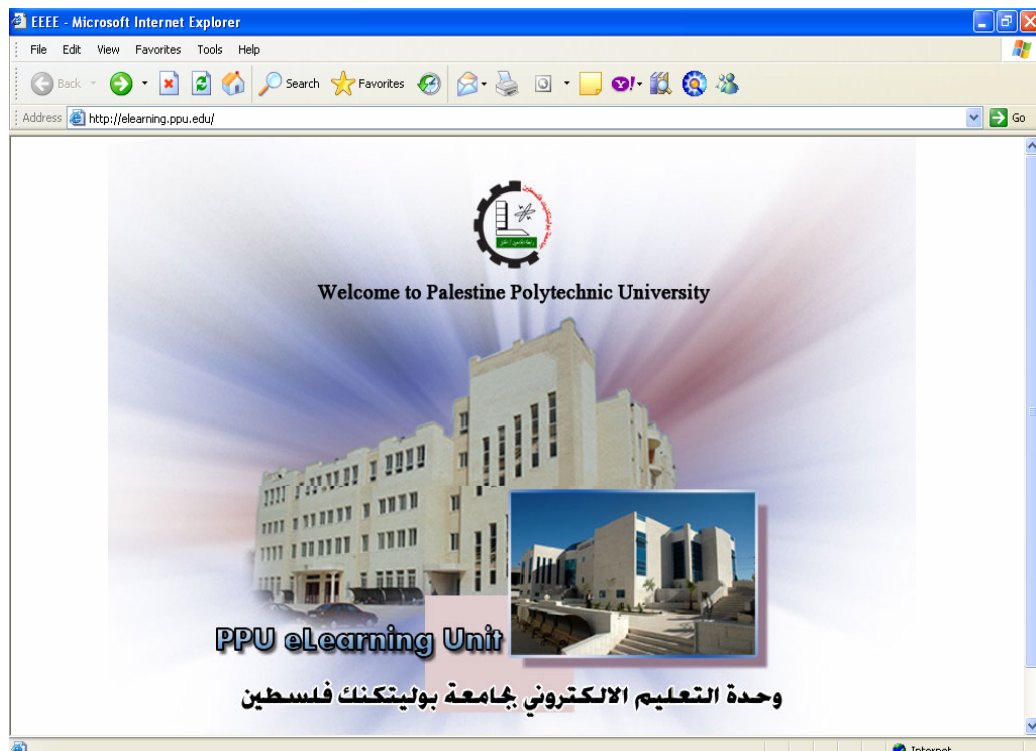 EEEE - Microsoft Internet Explorer
File Edit View Favorites Tools Help
Back Search Favorites
Address http://elearning.ppu.edu/ Go
Welcome to Palestine Polytechnic University
PPU eLearning Unit
وحدة التعليم الالكتروني بجامعة بوليتكنك فلسطين
Internet